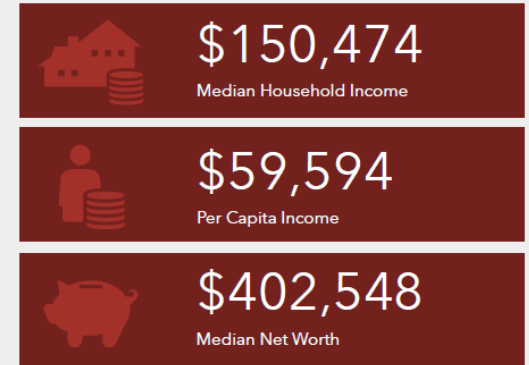 $150,474
Median Household Income
$59,594
Per Capita Income
$402,548
Median Net Worth